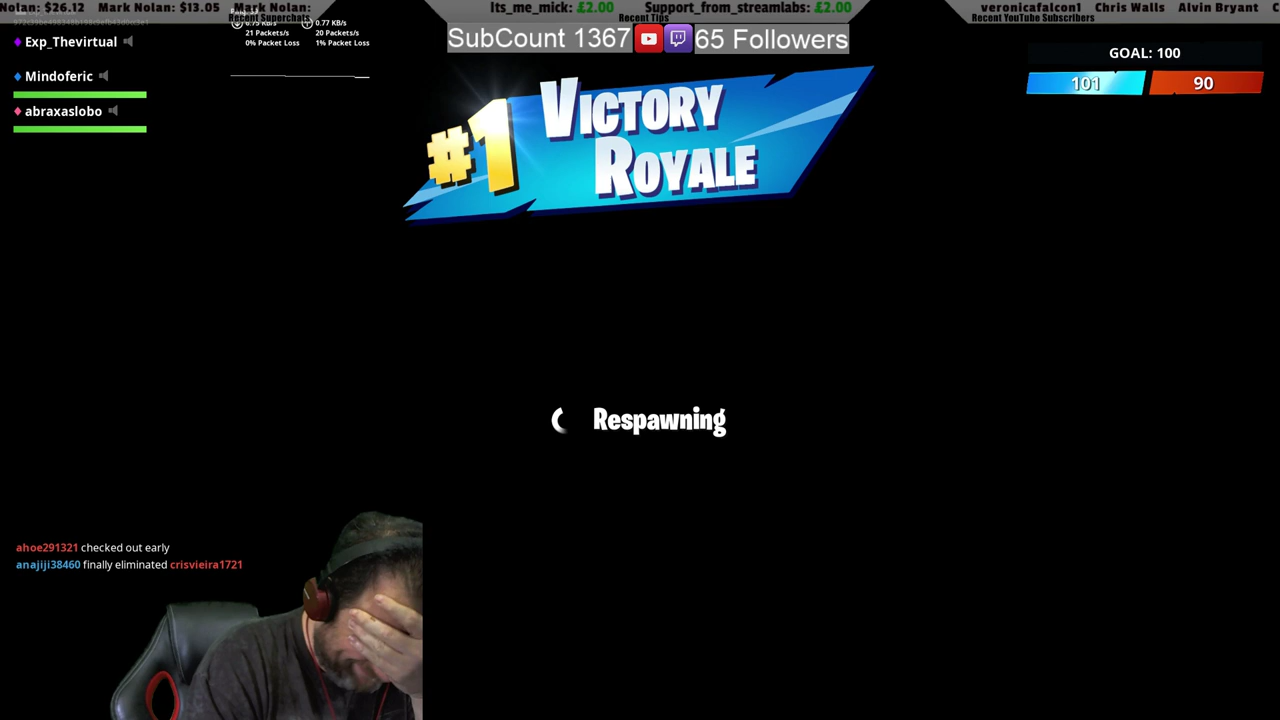 Nolan: $26.12 Mark Nolan: $13.05 Mark Nolan:
Recent Superchats
Its_me_mick: £2.00 Support_from_streamlabs: £2.00
Recent Tips
veronicafalcon1 Chris Walls Alvin Bryant C
Recent YouTube Subscribers
0.77 KB/s
21 Packets/s 20 Packets/s
0% Packet Loss 1% Packet Loss
SubCount 1367 65 Followers
Exp_Thevirtual
Mindoferic
abraxaslobo
GOAL: 100
101 90
#1 VICTORY
ROYALE
Respawning
ahoe291321 checked out early
anajiji38460 finally eliminated crisvieira1721